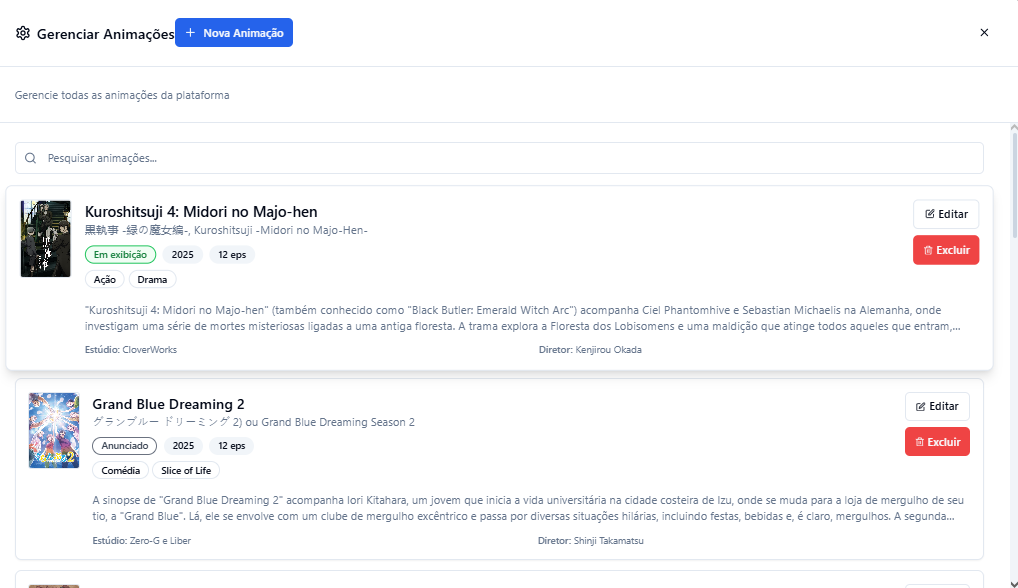 Gerenciar Animações
Nova Animação
Gerencie todas as animações da plataforma
Pesquisar animações...
Kuroshitsuji 4: Midori no Majo-hen
黒執事 -緑の魔女編-, Kuroshitsuji -Midori no Majo-Hen-
Em exibição 2025 12 eps
Ação Drama
Editar
Excluir
"Kuroshitsuji 4: Midori no Majo-hen" (também conhecido como "Black Butler: Emerald Witch Arc") acompanha Ciel Phantomhive e Sebastian Michaelis na Alemanha, onde
investigam uma série de mortes misteriosas ligadas a uma antiga floresta. A trama explora a Floresta dos Lobisomens e uma maldição que atinge todos aqueles que entram,...
Estúdio: CloverWorks Diretor: Kenjirou Okada
Grand Blue Dreaming 2
グランブルー ドリーミング 2) ou Grand Blue Dreaming Season 2
Anunciado 2025 12 eps
Comédia Slice of Life
Editar
Excluir
A sinopse de "Grand Blue Dreaming 2" acompanha Iori Kitahara, um jovem que inicia a vida universitária na cidade costeira de Izu, onde se muda para a loja de mergulho de seu
tio, a "Grand Blue". Lá, ele se envolve com um clube de mergulho excêntrico e passa por diversas situações hilárias, incluindo festas, bebidas e, é claro, mergulhos. A segunda...
Estúdio: Zero-G e Liber Diretor: Shinji Takamatsu